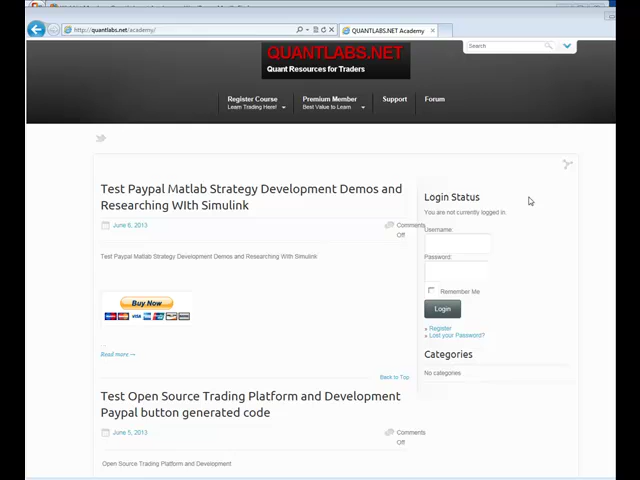 http://quantlabs.net/academy/
QUANTLABS.NET Academy
QUANTLABS.NET
Quant Resources for Traders
Search
Register Course
Learn Trading Here!
Premium Member
Best Value to Learn
Support
Forum
Test Paypal Matlab Strategy Development Demos and
Researching WIth Simulink
June 6, 2013
Comments
Off
Test Paypal Matlab Strategy Development Demos and Researching With Simulink
Buy Now
VISA
Read more →
Back to Top
Test Open Source Trading Platform and Development
Paypal button generated code
June 5, 2013
Comments
Off
Open Source Trading Platform and Development
Login Status
You are not currently logged in.
Username:
Password:
Remember Me
Login
» Register
» Lost your Password?
Categories
No categories